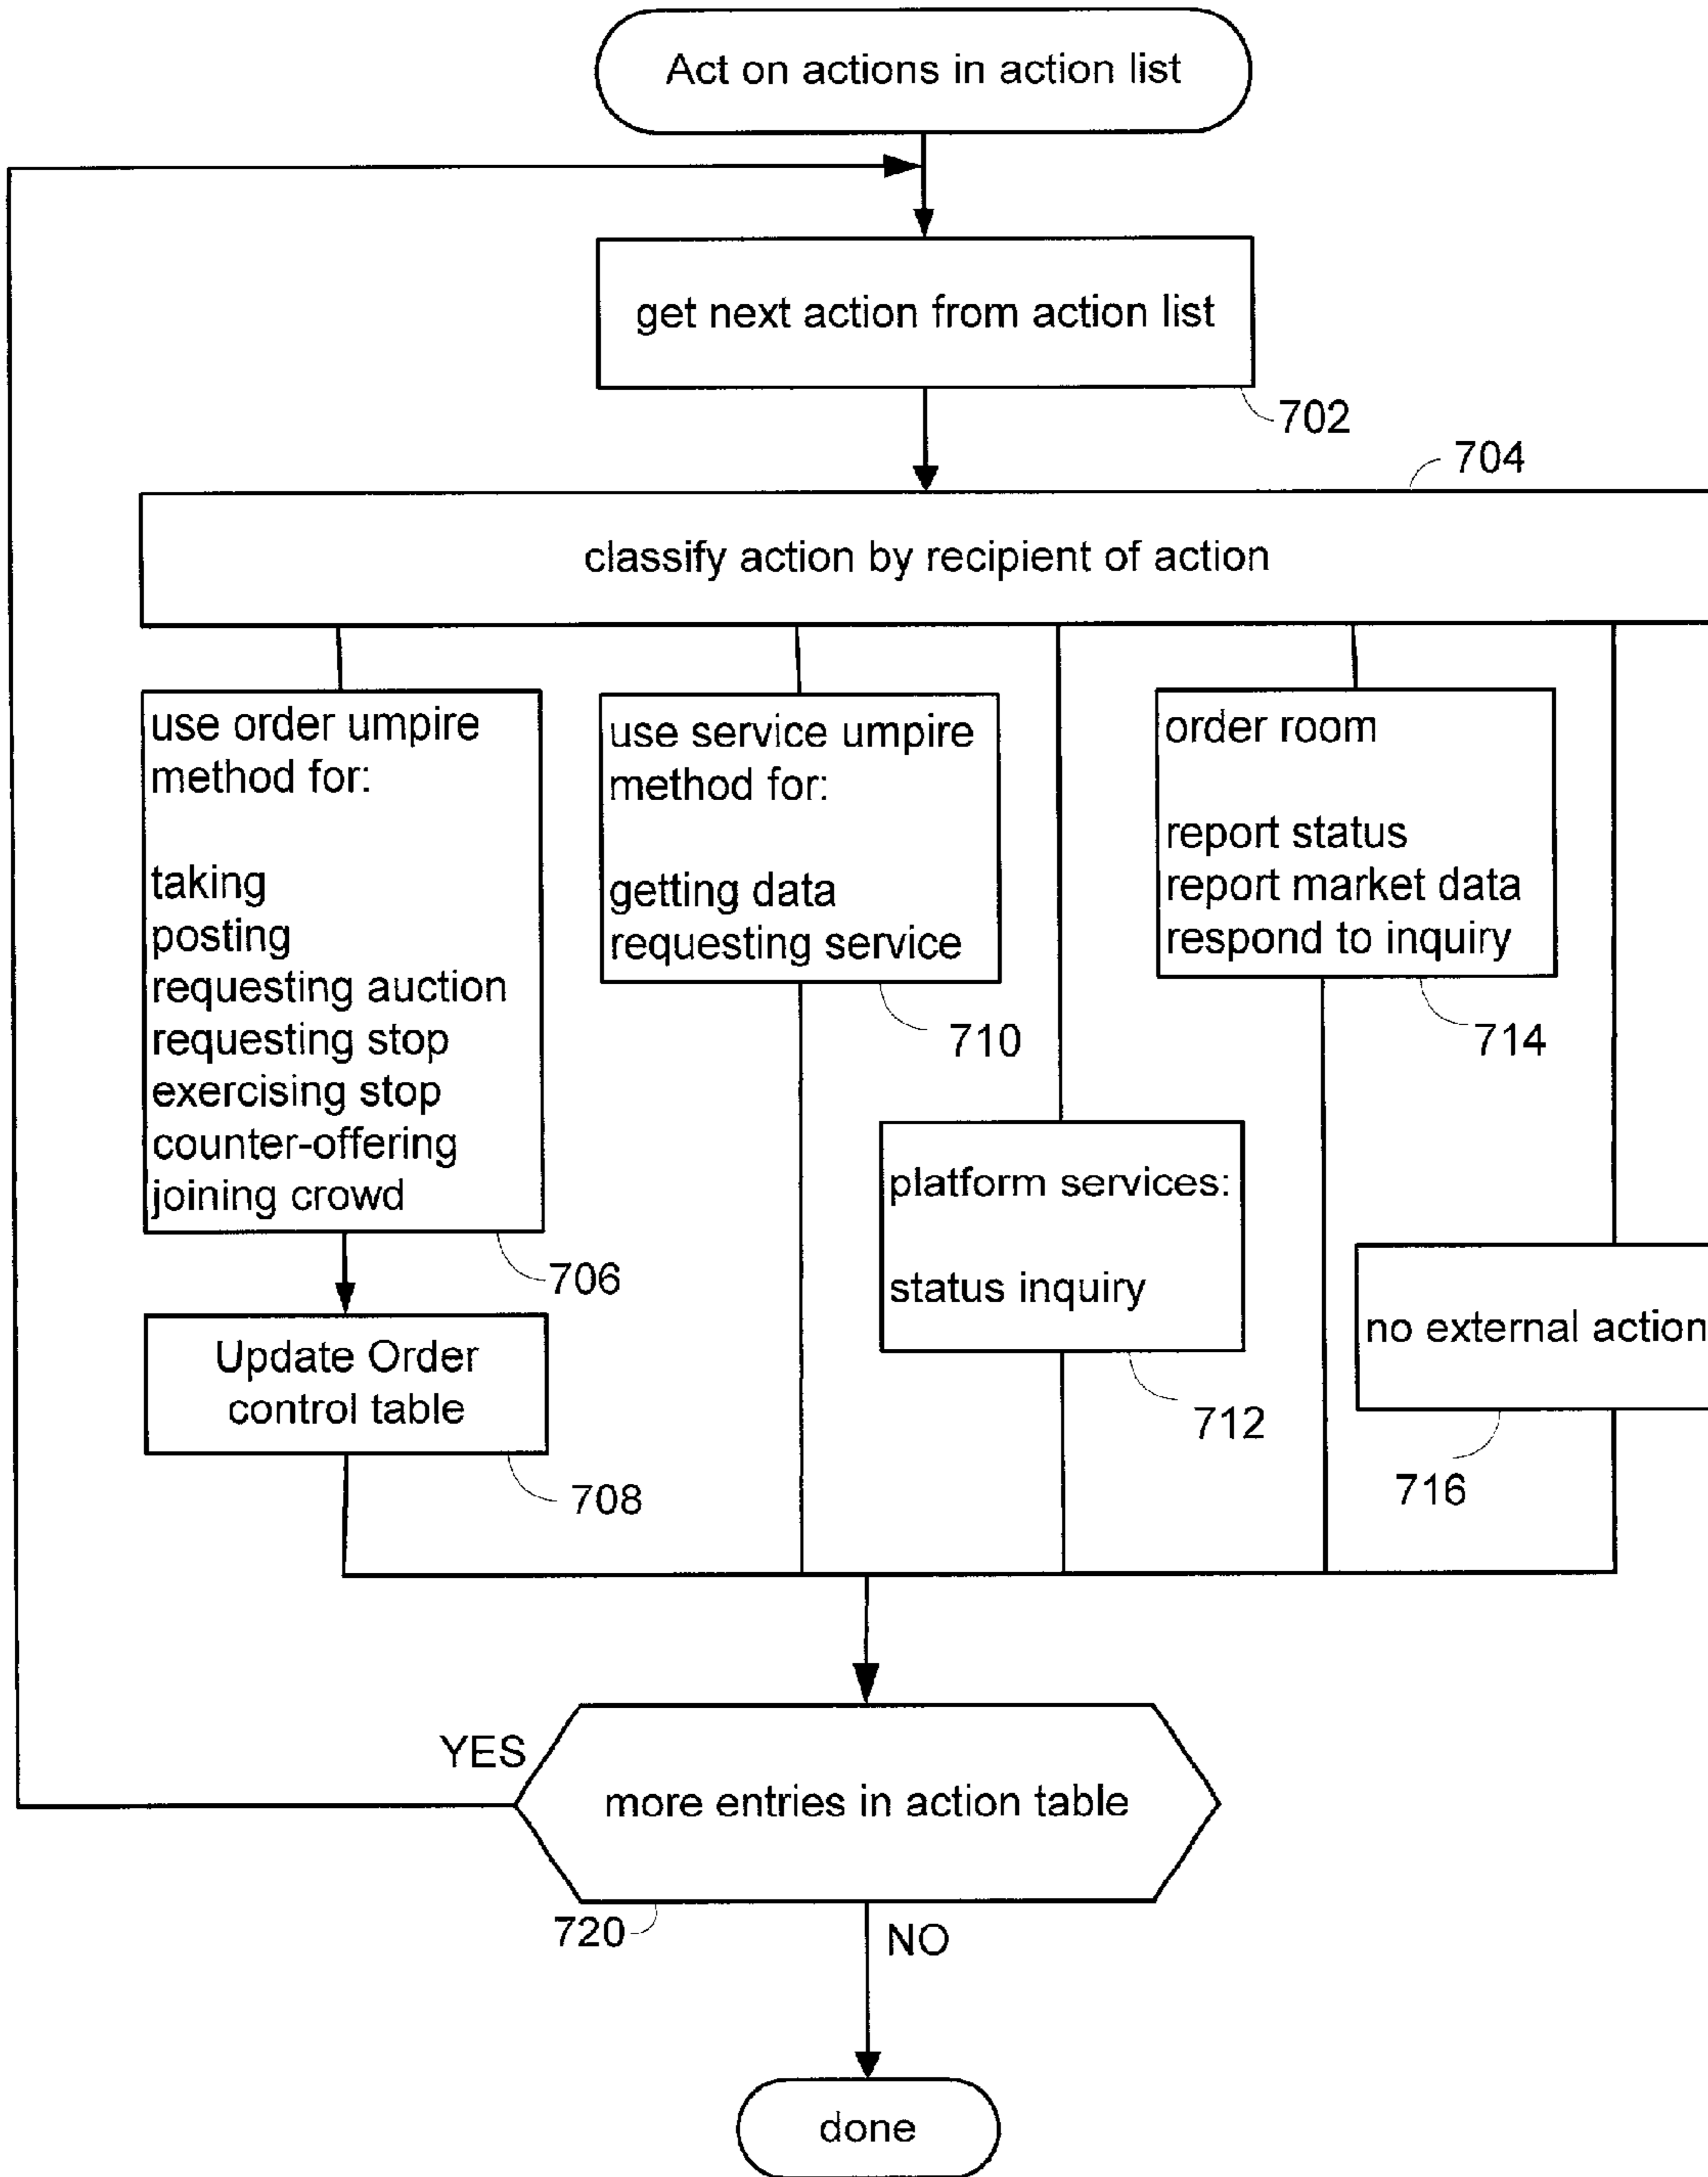 Act on actions in action list
get next action from action list
702
704
classify action by recipient of action
use order umpire
method for:
taking
posting
requesting auction
requesting stop
exercising stop
counter-offering
joining crowd
706
Update Order
control table
708
use service umpire
method for:
getting data
requesting service
710
platform services:
status inquiry
712
order room
report status
report market data
respond to inquiry
714
no external action
716
YES
more entries in action table
720
NO
done